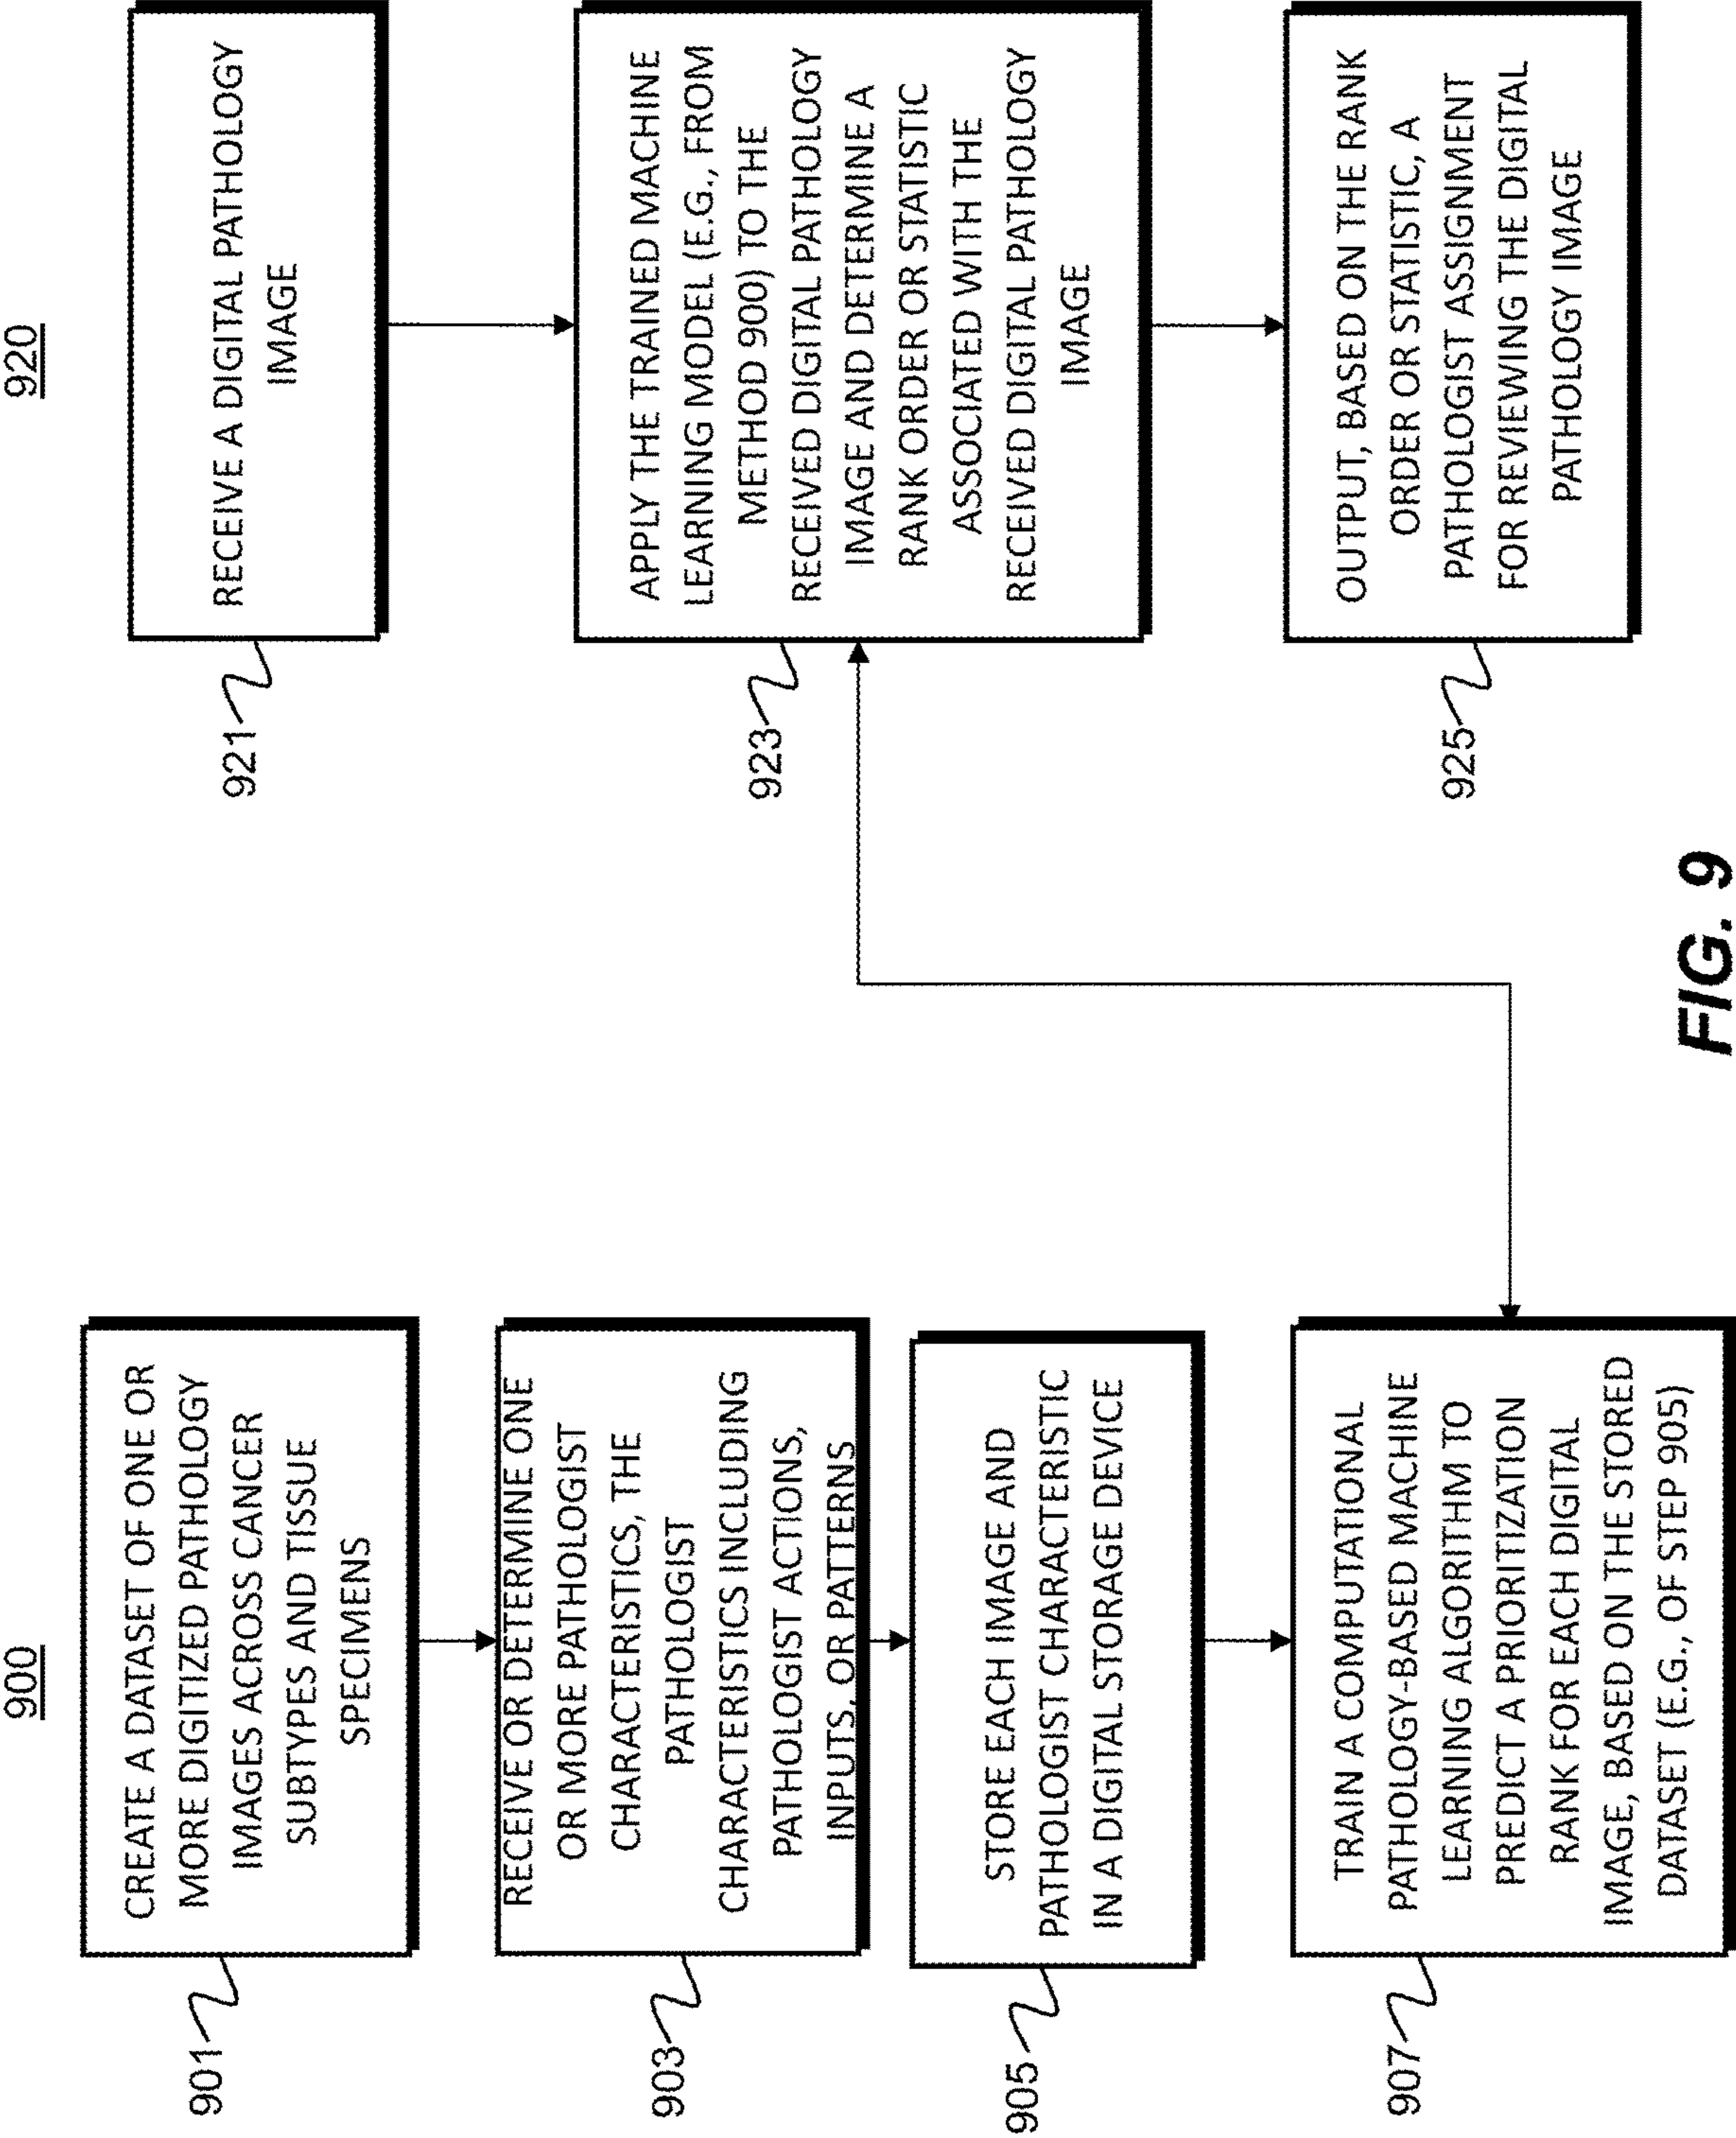 900
901
CREATE A DATASET OF ONE OR
MORE DIGITIZED PATHOLOGY
IMAGES ACROSS CANCER
SUBTYPES AND TISSUE
SPECIMENS
903
RECEIVE OR DETERMINE ONE
OR MORE PATHOLOGIST
CHARACTERISTICS, THE
PATHOLOGIST
CHARACTERISTICS INCLUDING
PATHOLOGIST ACTIONS,
INPUTS, OR PATTERNS
905
STORE EACH IMAGE AND
PATHOLOGIST CHARACTERISTIC
IN A DIGITAL STORAGE DEVICE
907
TRAIN A COMPUTATIONAL
PATHOLOGY-BASED MACHINE
LEARNING ALGORITHM TO
PREDICT A PRIORITIZATION
RANK FOR EACH DIGITAL
IMAGE, BASED ON THE STORED
DATASET (E.G., OF STEP 905)
920
921
RECEIVE A DIGITAL PATHOLOGY
IMAGE
923
APPLY THE TRAINED MACHINE
LEARNING MODEL (E.G., FROM
METHOD 900) TO THE
RECEIVED DIGITAL PATHOLOGY
IMAGE AND DETERMINE A
RANK ORDER OR STATISTIC
ASSOCIATED WITH THE
RECEIVED DIGITAL PATHOLOGY
IMAGE
925
OUTPUT, BASED ON THE RANK
ORDER OR STATISTIC, A
PATHOLOGIST ASSIGNMENT
FOR REVIEWING THE DIGITAL
PATHOLOGY IMAGE
FIG. 9